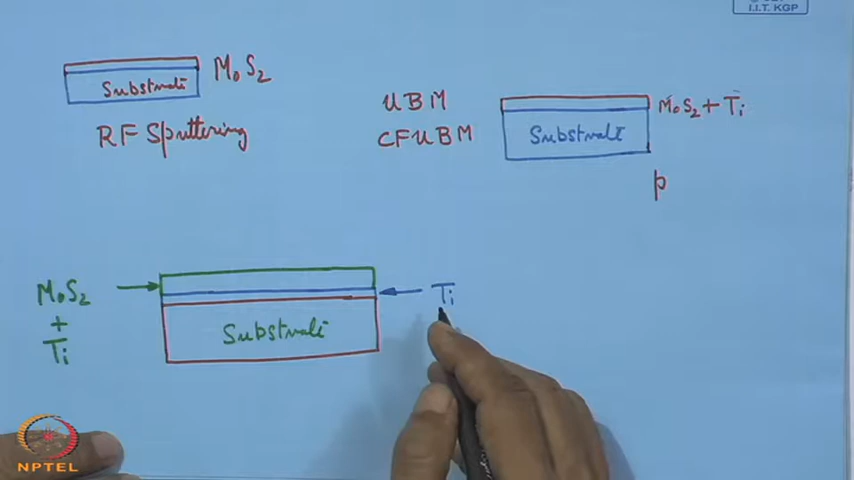 I.I.T. KGP
MoS2
Substrate
RF Sputtering
UBM
CFUBM
MoS2+Ti
Substrate
p
MoS2
+
Ti
Ti
Substrate
NPTEL